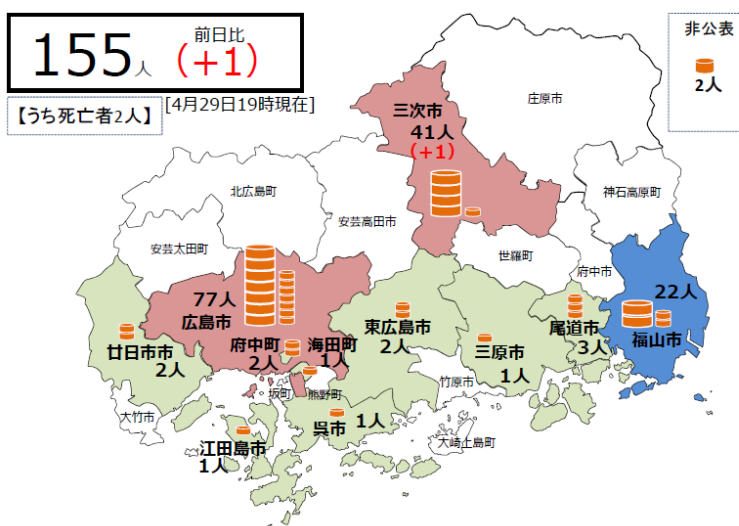 155人
前日比
(+1)
【うち死亡者2人】
[4月29日19時現在]
非公表
2人
三次市
41人
(+1)
庄原市
北広島町
安芸高田市
神石高原町
安芸太田町
世羅町
府中市
77人
広島市
22人
福山市
府中町
2人
海田町
1人
東広島市
2人
尾道市
3人
三原市
1人
廿日市市
2人
竹原市
坂町
熊野町
大竹市
呉市
1人
大崎上島町
江田島市
1人